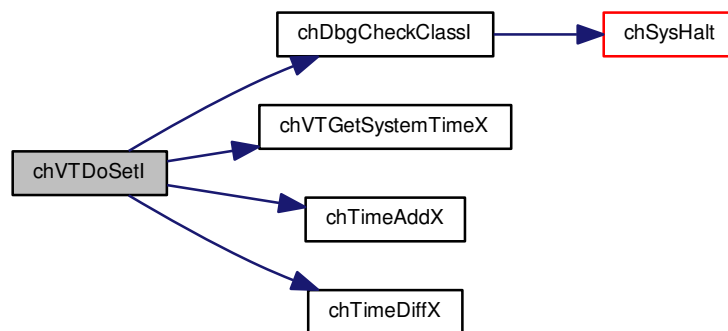 chDbgCheckClassI
chSysHalt
chVTGetSystemTimeX
chVTDoSetI
chTimeAddX
chTimeDiffX